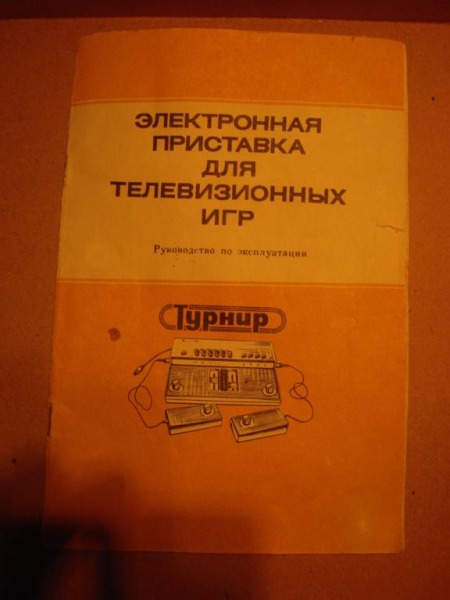 ЭЛЕКТРОННАЯ
ПРИСТАВКА
ДЛЯ
ТЕЛЕВИЗИОННЫХ
ИГР
Руководство по эксплуатации
Турнир